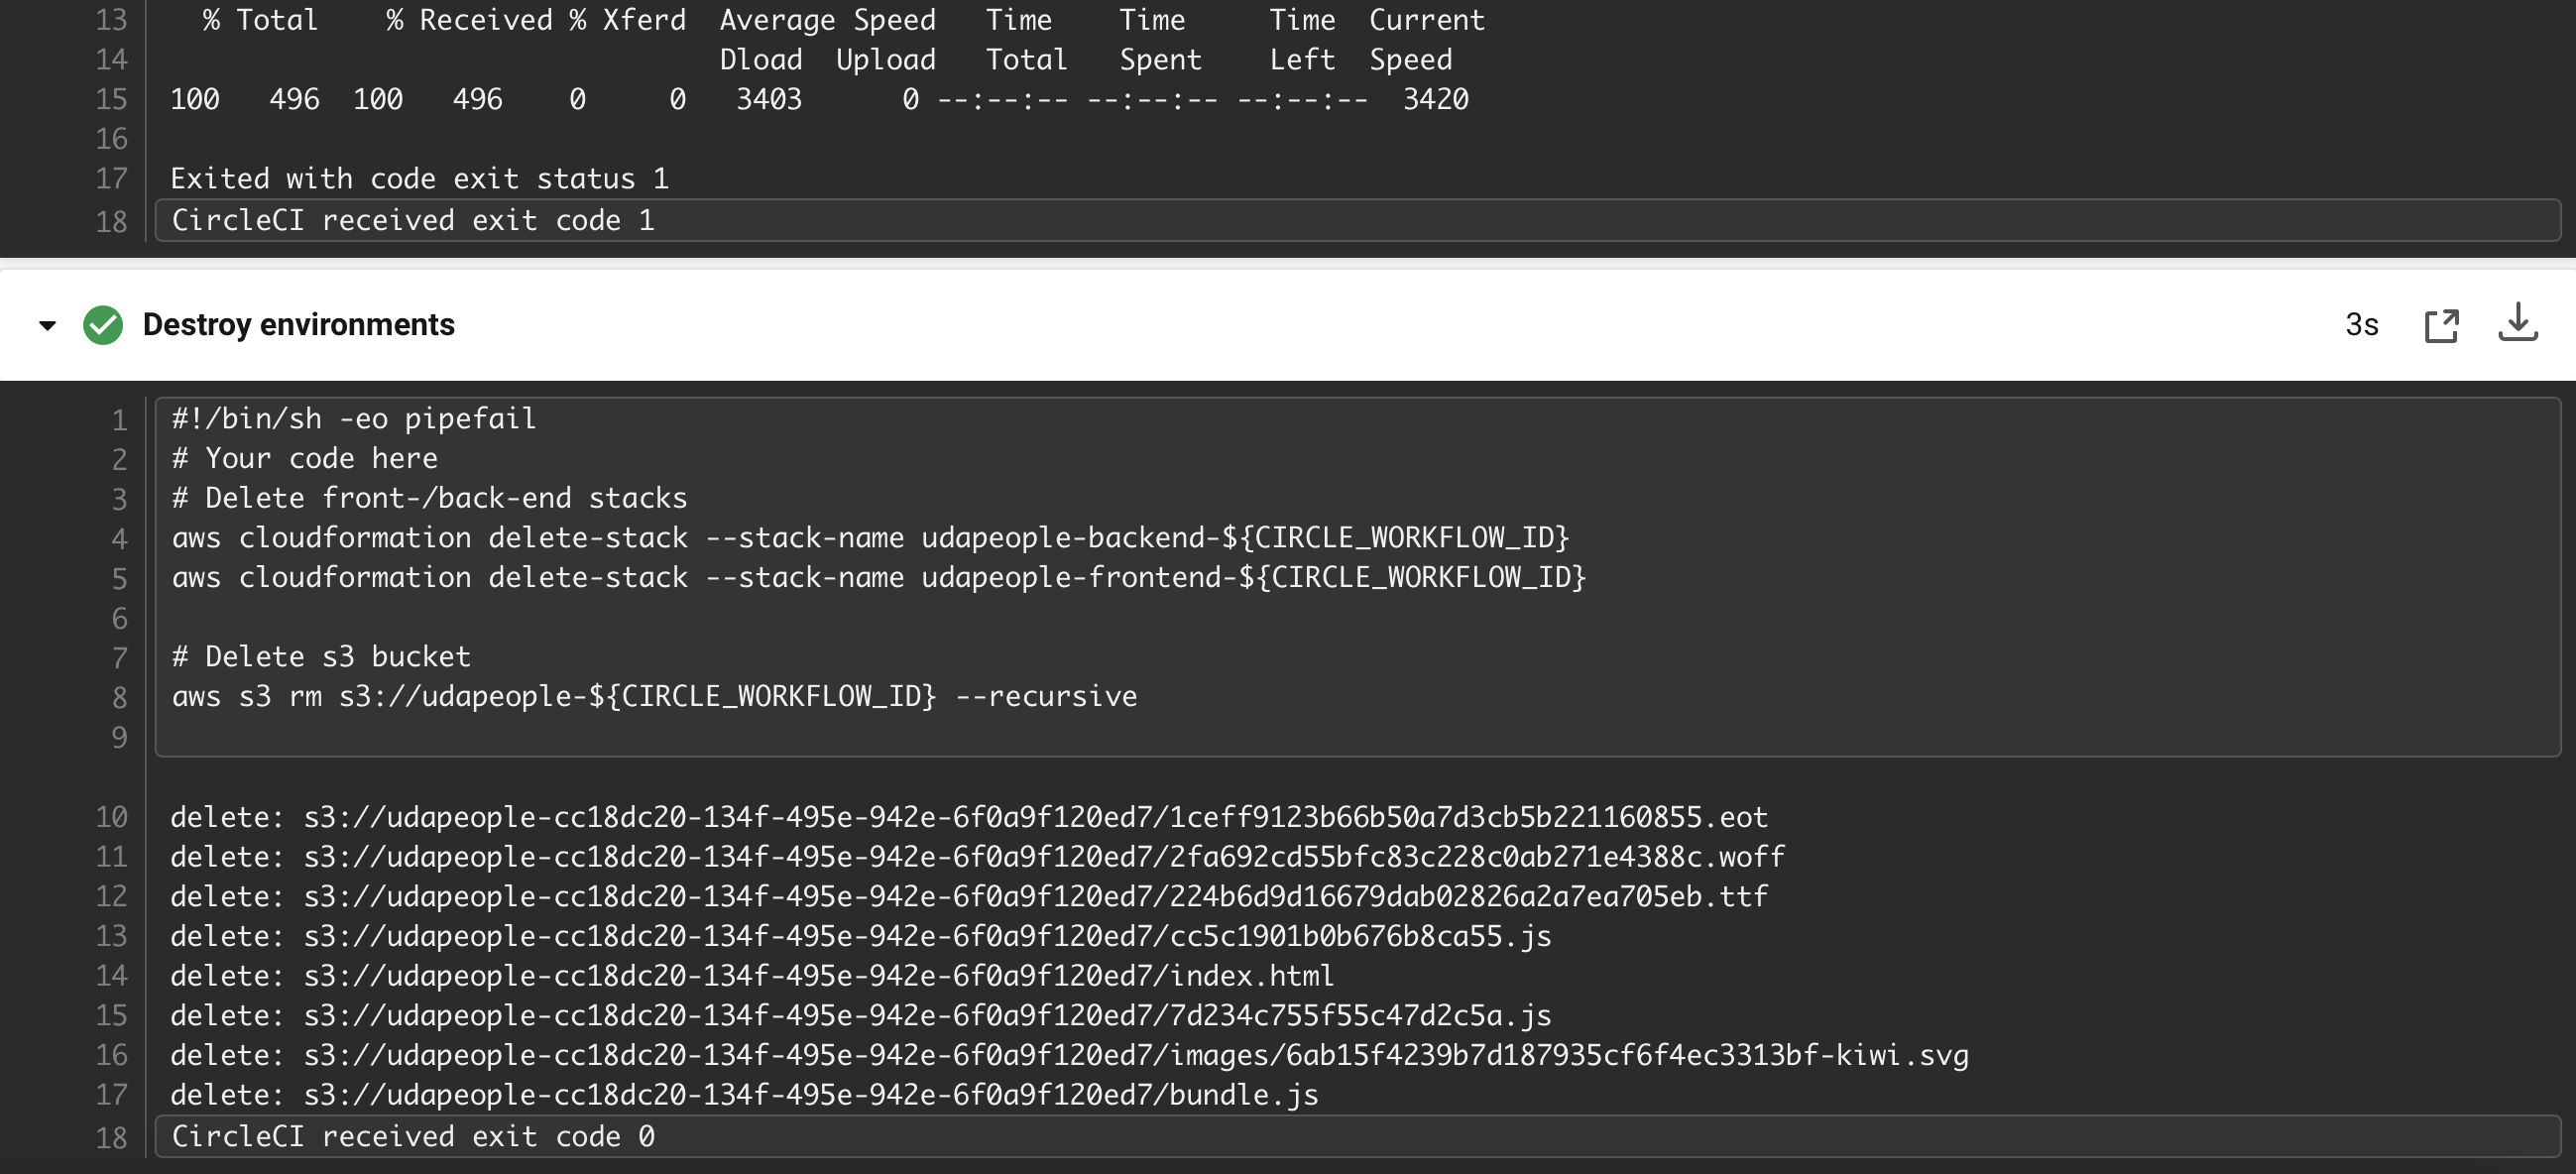 13 % Total % Received % Xferd Average Speed Time Time Time Current
14 Dload Upload Total Spent Left Speed
15 100 496 100 496 0 0 3403 0 --:--:-- --:--:-- --:--:-- 3420
16
17 Exited with code exit status 1
18 CircleCI received exit code 1
Destroy environments 3s
1 #!/bin/sh -eo pipefail
2 # Your code here
3 # Delete front-/back-end stacks
4 aws cloudformation delete-stack --stack-name udapeople-backend-${CIRCLE_WORKFLOW_ID}
5 aws cloudformation delete-stack --stack-name udapeople-frontend-${CIRCLE_WORKFLOW_ID}
6
7 # Delete s3 bucket
8 aws s3 rm s3://udapeople-${CIRCLE_WORKFLOW_ID} --recursive
9
10 delete: s3://udapeople-cc18dc20-134f-495e-942e-6f0a9f120ed7/1ceff9123b66b50a7d3cb5b221160855.eot
11 delete: s3://udapeople-cc18dc20-134f-495e-942e-6f0a9f120ed7/2fa692cd55bfc83c228c0ab271e4388c.woff
12 delete: s3://udapeople-cc18dc20-134f-495e-942e-6f0a9f120ed7/224b6d9d16679dab02826a2a7ea705eb.ttf
13 delete: s3://udapeople-cc18dc20-134f-495e-942e-6f0a9f120ed7/cc5c1901b0b676b8ca55.js
14 delete: s3://udapeople-cc18dc20-134f-495e-942e-6f0a9f120ed7/index.html
15 delete: s3://udapeople-cc18dc20-134f-495e-942e-6f0a9f120ed7/7d234c755f55c47d2c5a.js
16 delete: s3://udapeople-cc18dc20-134f-495e-942e-6f0a9f120ed7/images/6ab15f4239b7d187935cf6f4ec3313bf-kiwi.svg
17 delete: s3://udapeople-cc18dc20-134f-495e-942e-6f0a9f120ed7/bundle.js
18 CircleCI received exit code 0